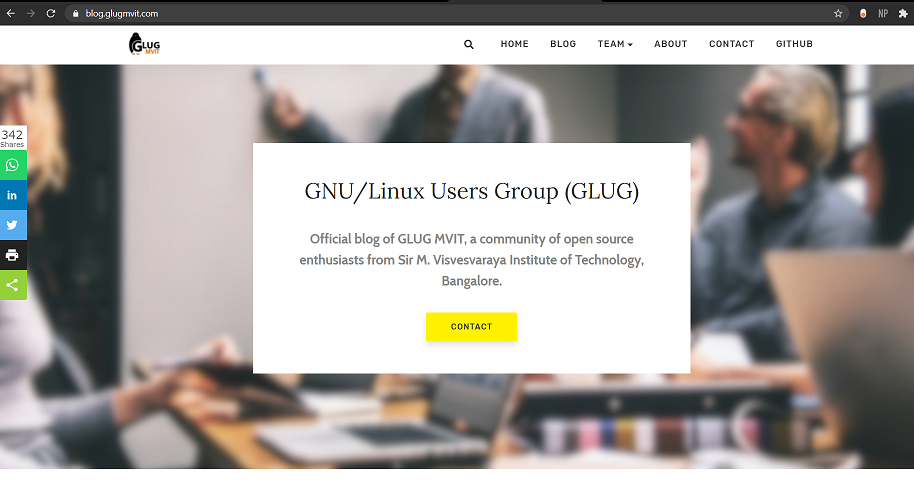 blog.glugmvit.com
NP
GLUG
MVIT
HOME BLOG TEAM ABOUT CONTACT GITHUB
342
Shares
in
GNU/Linux Users Group (GLUG)
Official blog of GLUG MVIT, a community of open source
enthusiasts from Sir M. Visvesvaraya Institute of Technology,
Bangalore.
CONTACT